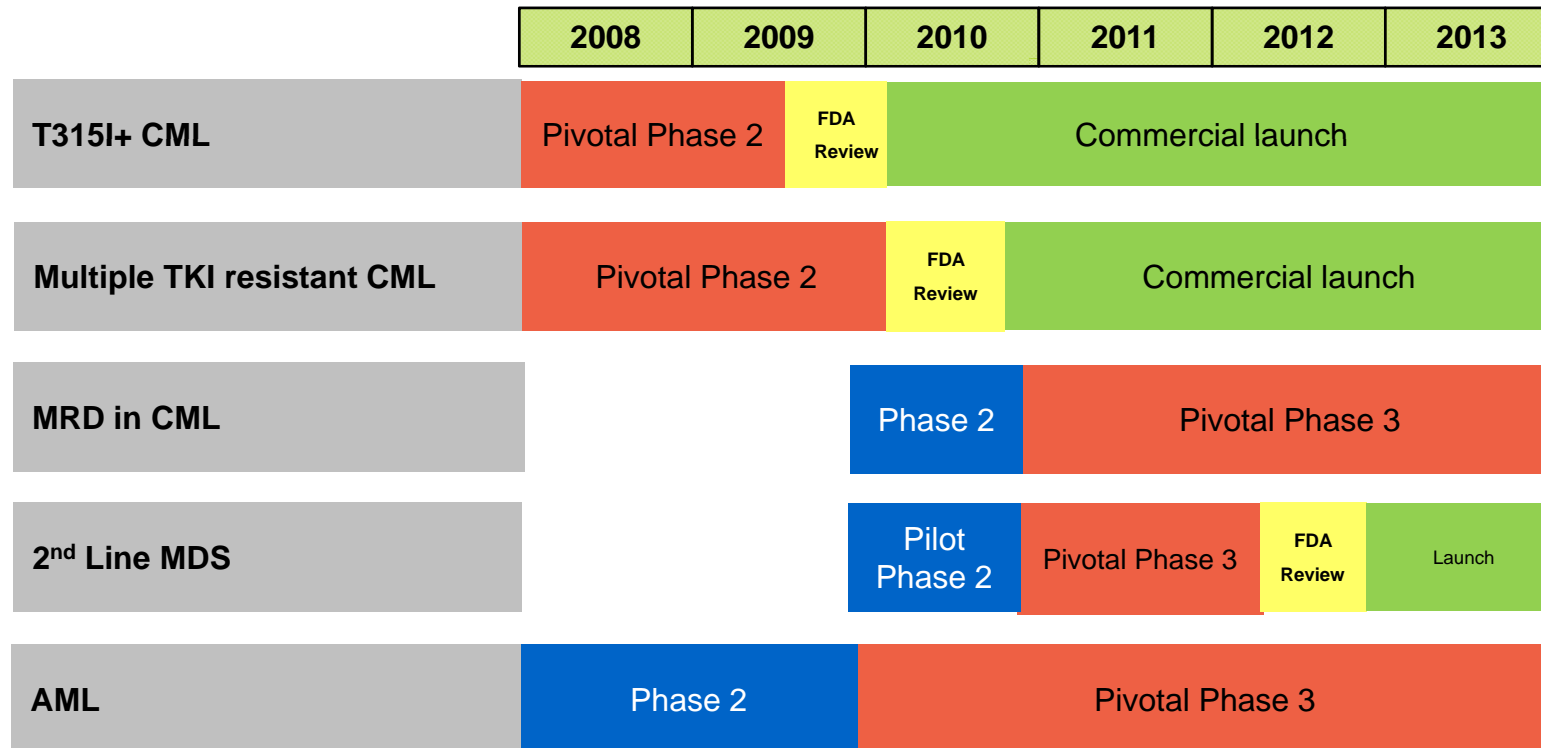 2008 2009 2010 2011 2012 2013
T315I+ CML
Pivotal Phase 2
FDA
Review
Commercial launch
Multiple TKI resistant CML
Pivotal Phase 2
FDA
Review
Commercial launch
MRD in CML
Phase 2
Pivotal Phase 3
2nd Line MDS
Pilot
Phase 2
Pivotal Phase 3
FDA
Review
Launch
AML
Phase 2
Pivotal Phase 3